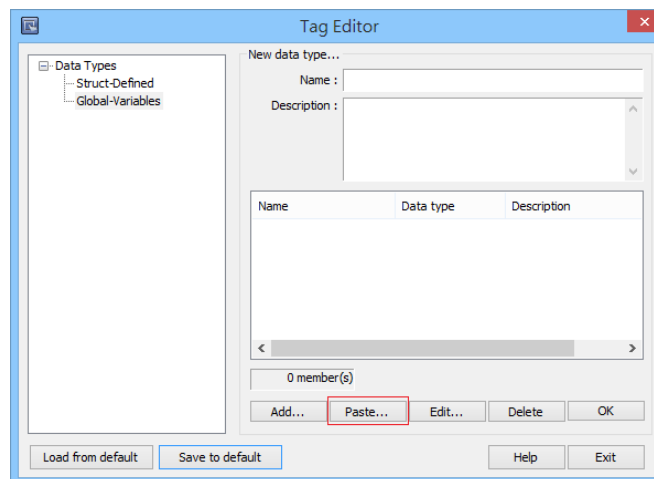 Tag Editor
Data Types
Struct-Defined
Global-Variables
New data type...
Name :
Description :
Name Data type Description
0 member(s)
Add... Paste... Edit... Delete OK
Load from default Save to default Help Exit